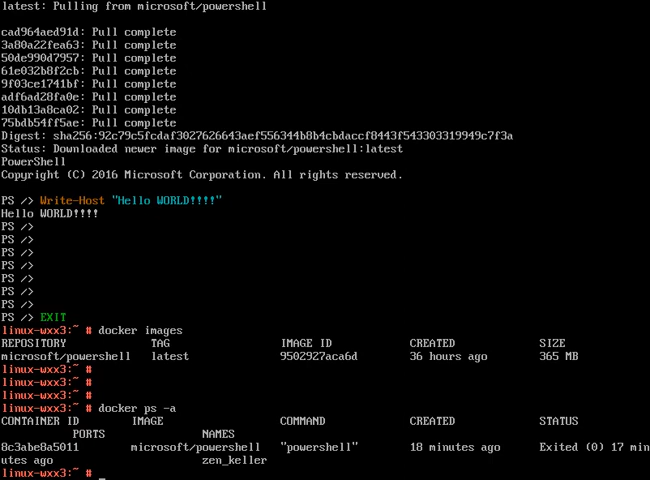 latest: Pulling from microsoft/powershell
cad964aed91d: Pull complete
3a80a22fea63: Pull complete
50de990d7957: Pull complete
61e032b8f2cb: Pull complete
9f03ce1741bf: Pull complete
adf6ad28fa0e: Pull complete
10db13a8ca02: Pull complete
75bdb54ff5ae: Pull complete
Digest: sha256:92c79c5fcdaf3027626643aef556344b8b4cbdaccf8443f543303319949c7f3a
Status: Downloaded newer image for microsoft/powershell:latest
PowerShell
Copyright (C) 2016 Microsoft Corporation. All rights reserved.
PS /> Write-Host "Hello WORLD!!!!"
Hello WORLD!!!!
PS />
PS />
PS />
PS />
PS />
PS />
PS />
PS /> EXIT
linux-wxx3:~ # docker images
REPOSITORY TAG IMAGE ID CREATED SIZE
microsoft/powershell latest 9502927aca6d 36 hours ago 365 MB
linux-wxx3:~ #
linux-wxx3:~ #
linux-wxx3:~ #
linux-wxx3:~ # docker ps -a
CONTAINER ID IMAGE COMMAND CREATED STATUS
PORTS NAMES
8c3abe8a5011 microsoft/powershell "powershell" 18 minutes ago Exited (0) 17 min
utes ago zen_keller
linux-wxx3:~ # _